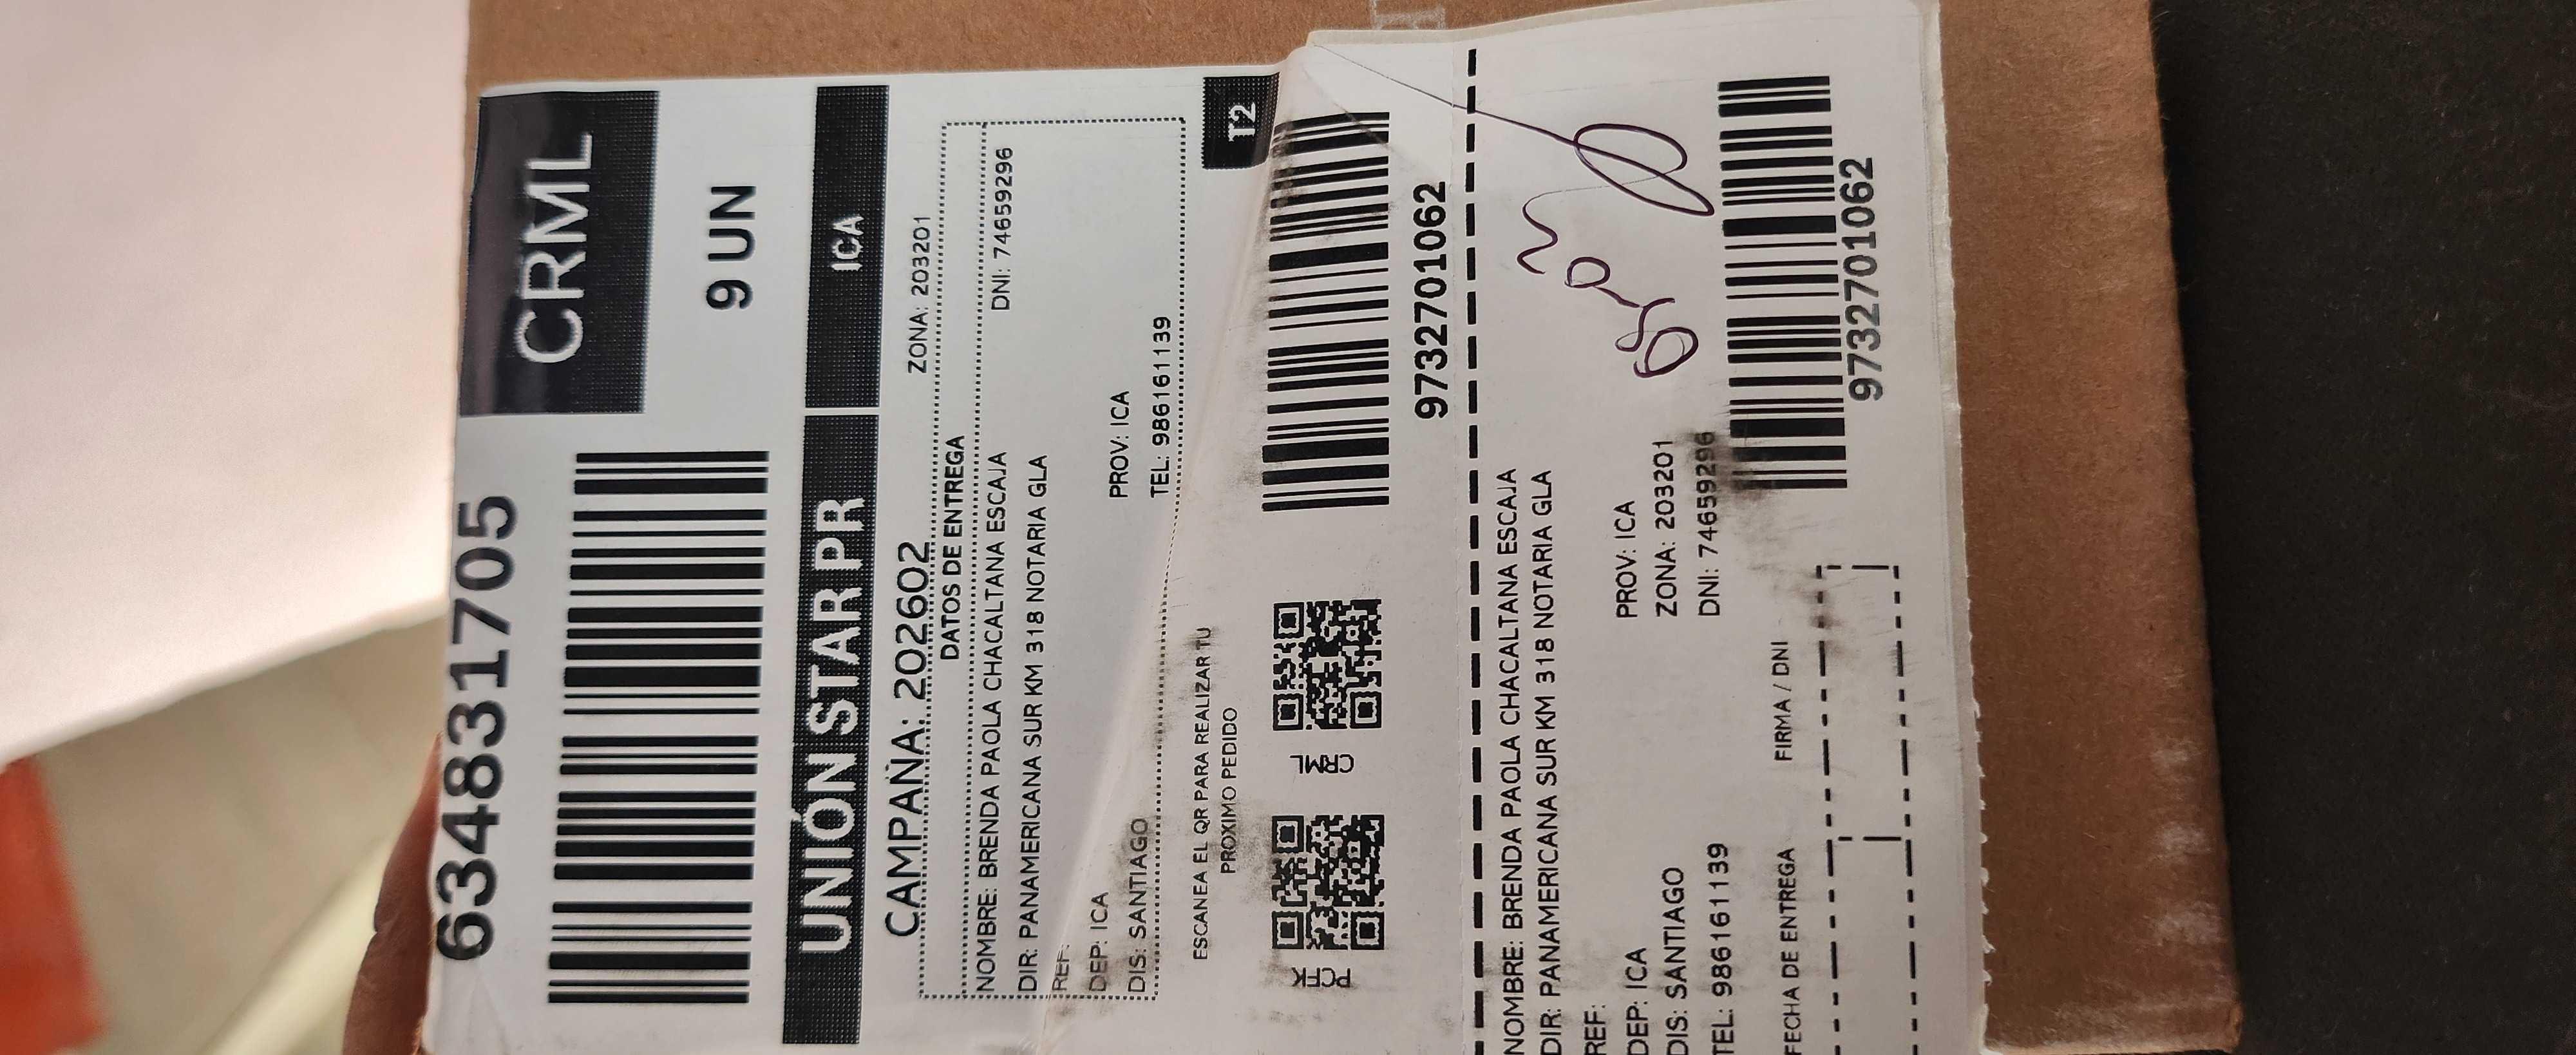 634831705
CRML
9 UN
UNIÓN STAR PR
ICA
CAMPAÑA: 202602
ZONA: 203201
DATOS DE ENTREGA
NOMBRE: BRENDA PAOLA CHACALTANA ESCAJA
DNI: 74659296
DIR: PANAMERICANA SUR KM 318 NOTARIA GLA
REF:
DEP: ICA
PROV: ICA
DIS: SANTIAGO
TEL: 986161139
T2
ESCANEA EL QR PARA REALIZAR TU
PROXIMO PEDIDO
PCFK
CRML
9732701062
NOMBRE: BRENDA PAOLA CHACALTANA ESCAJA
DIR: PANAMERICANA SUR KM 318 NOTARIA GLA
REF:
DEP: ICA
PROV: ICA
DIS: SANTIAGO
ZONA: 203201
TEL: 986161139
DNI: 74659296
FECHA DE ENTREGA
FIRMA / DNI
9732701062